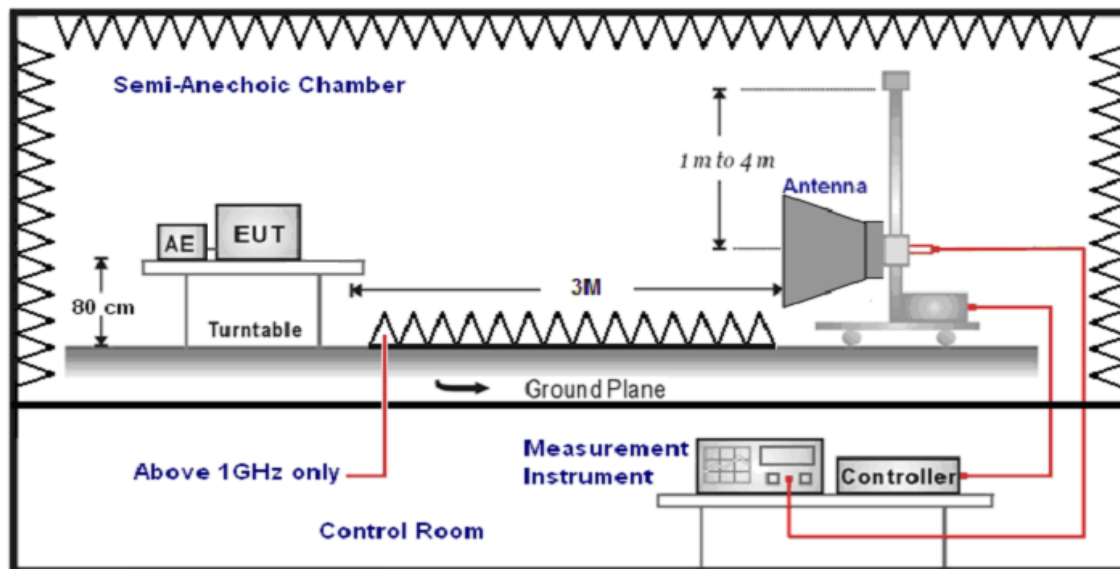 Semi-Anechoic Chamber
1 m to 4 m
Antenna
AE
EUT
3M
80 cm
Turntable
Ground Plane
Above 1GHz only
Measurement
Instrument
Controller
Control Room